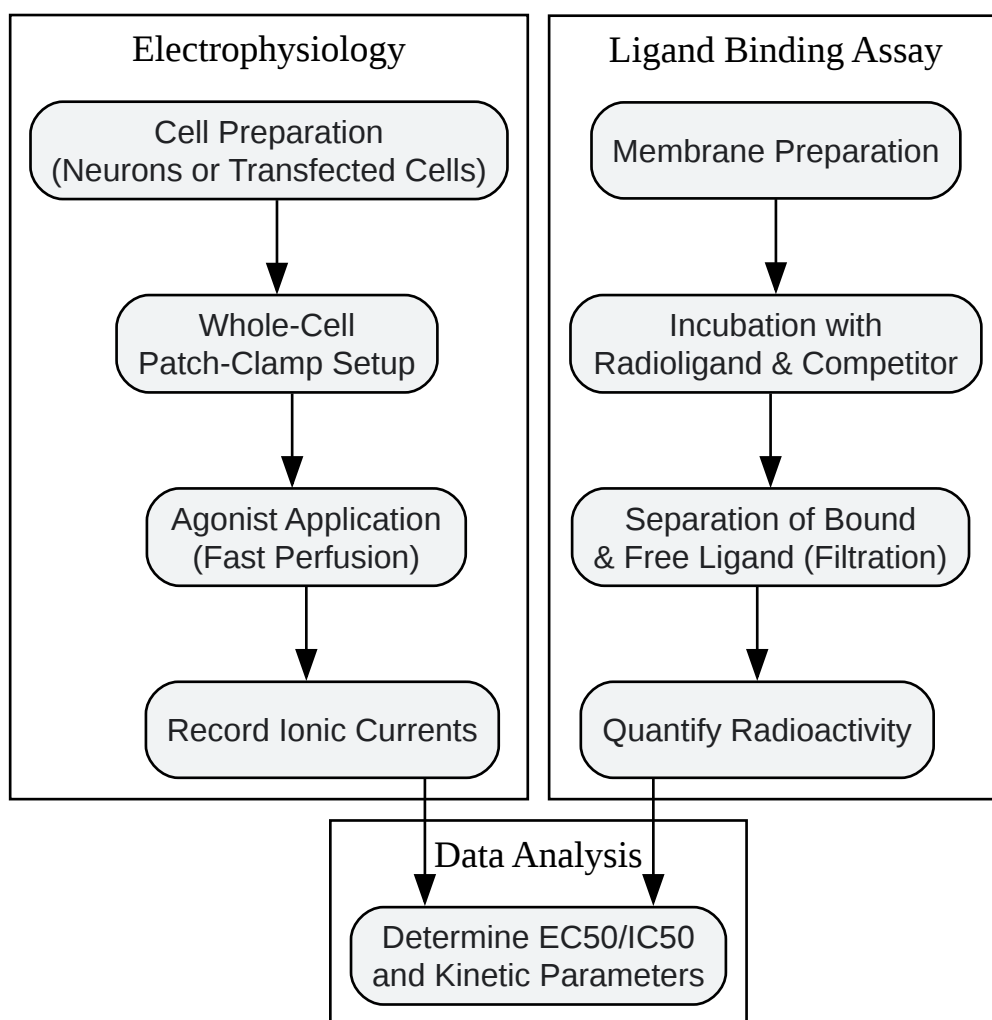 Electrophysiology
Cell Preparation
(Neurons or Transfected Cells)
Whole-Cell
Patch-Clamp Setup
Agonist Application
(Fast Perfusion)
Record Ionic Currents
Ligand Binding Assay
Membrane Preparation
Incubation with
Radioligand & Competitor
Separation of Bound
& Free Ligand (Filtration)
Quantify Radioactivity
Data Analysis
Determine EC50/IC50
and Kinetic Parameters